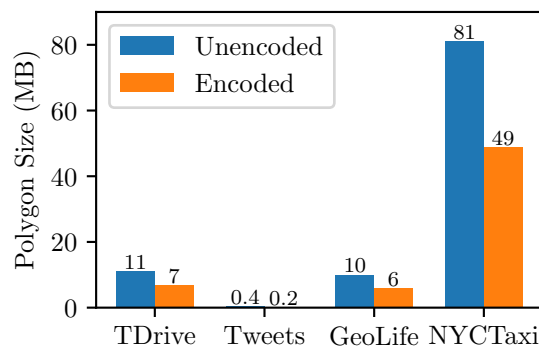 81
80
Unencoded
Encoded
60
49
Polygon Size (MB)
40
20
11
7
0.4
0.2
10
6
0
TDrive
Tweets
GeoLife
NYCTaxi